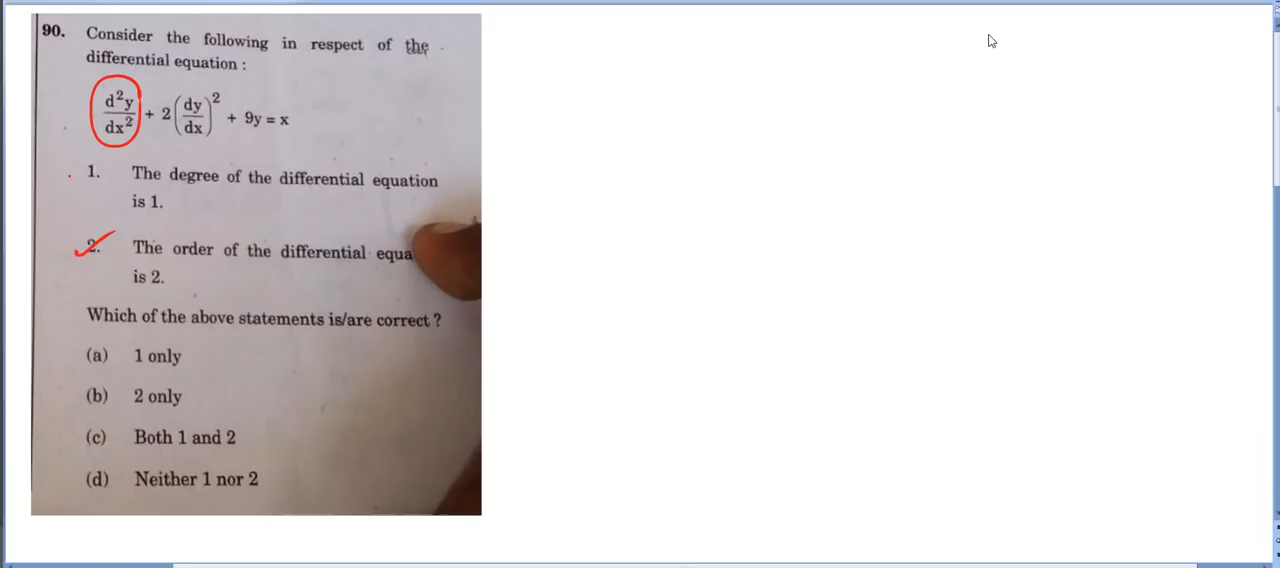 90. Consider the following in respect of the
differential equation :
d²y/dx² + 2(dy/dx)² + 9y = x
1. The degree of the differential equation
is 1.
2. The order of the differential equa
is 2.
Which of the above statements is/are correct ?
(a) 1 only
(b) 2 only
(c) Both 1 and 2
(d) Neither 1 nor 2